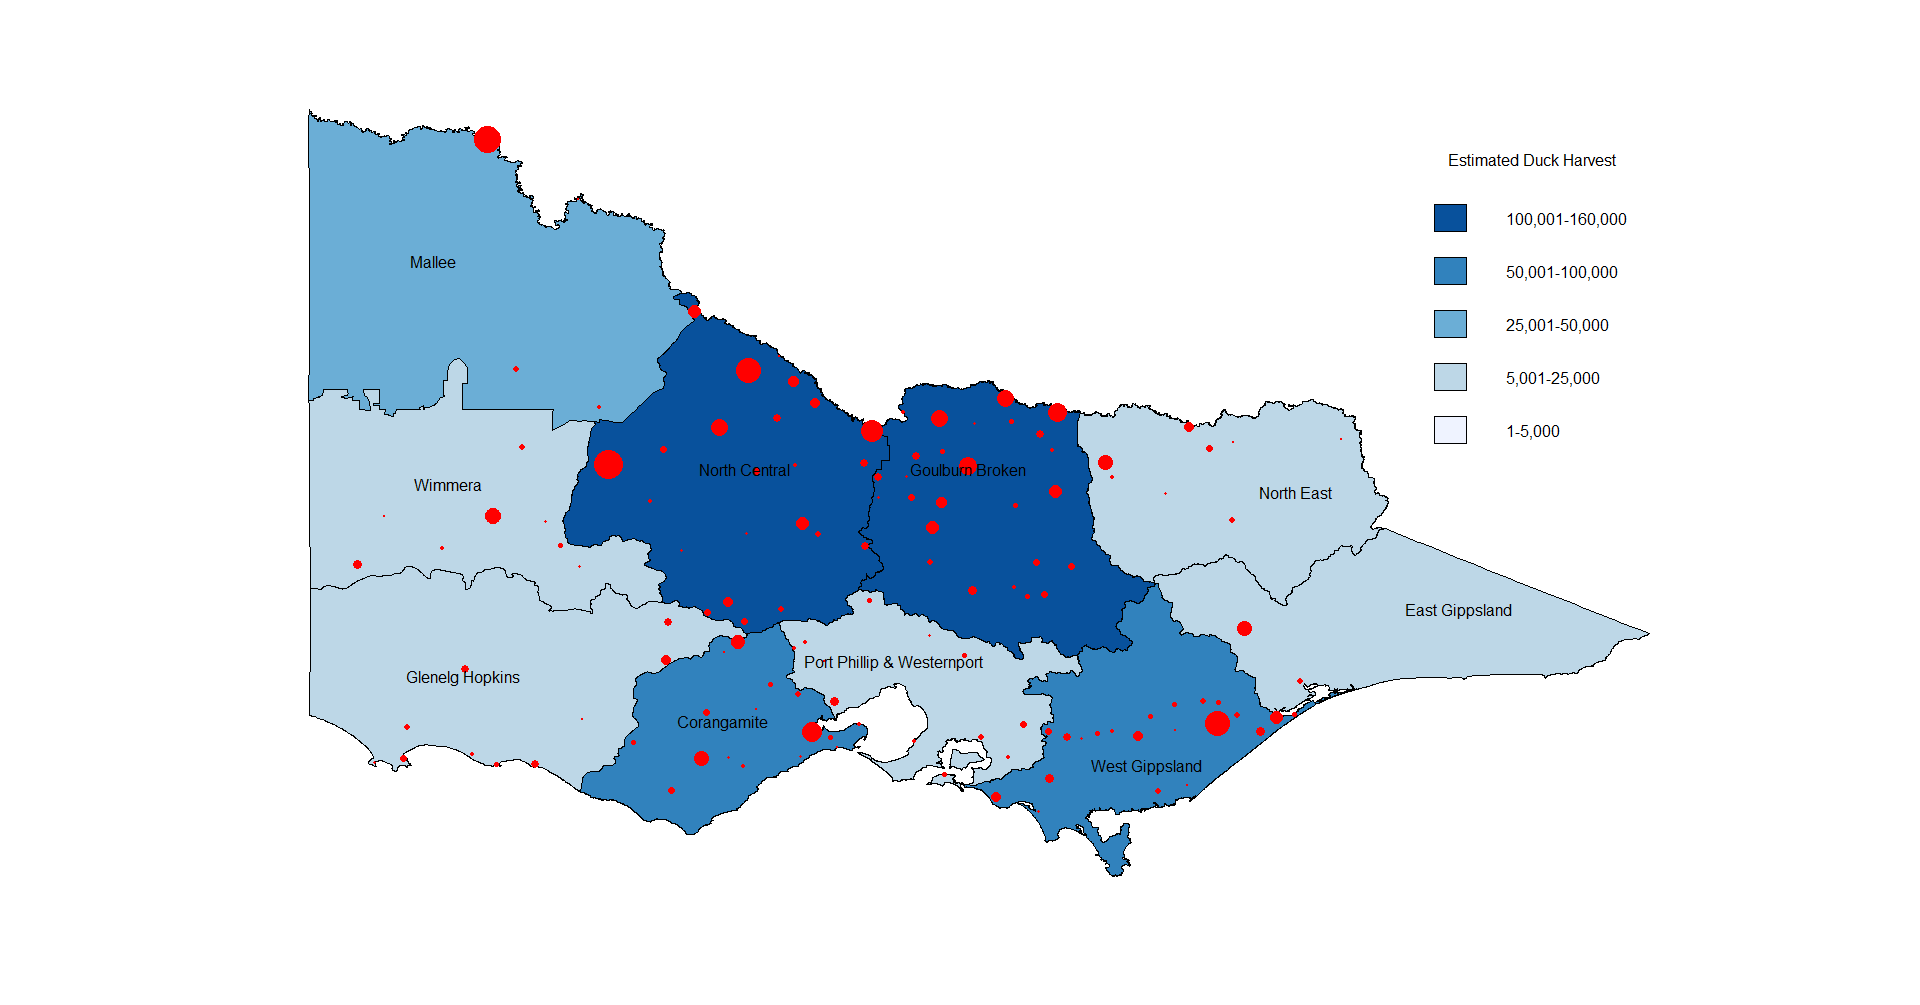 Estimated Duck Harvest
100,001-160,000
50,001-100,000
25,001-50,000
5,001-25,000
1-5,000
Mallee
North Central
Goulburn Broken
Wimmera
North East
East Gippsland
Port Phillip & Westernport
Glenelg Hopkins
Corangamite
West Gippsland